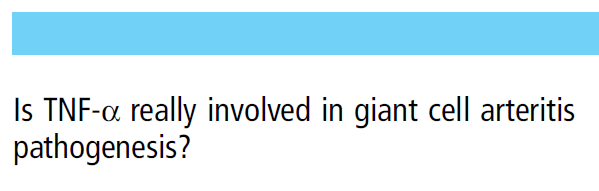 Is TNF-α really involved in giant cell arteritis
pathogenesis?